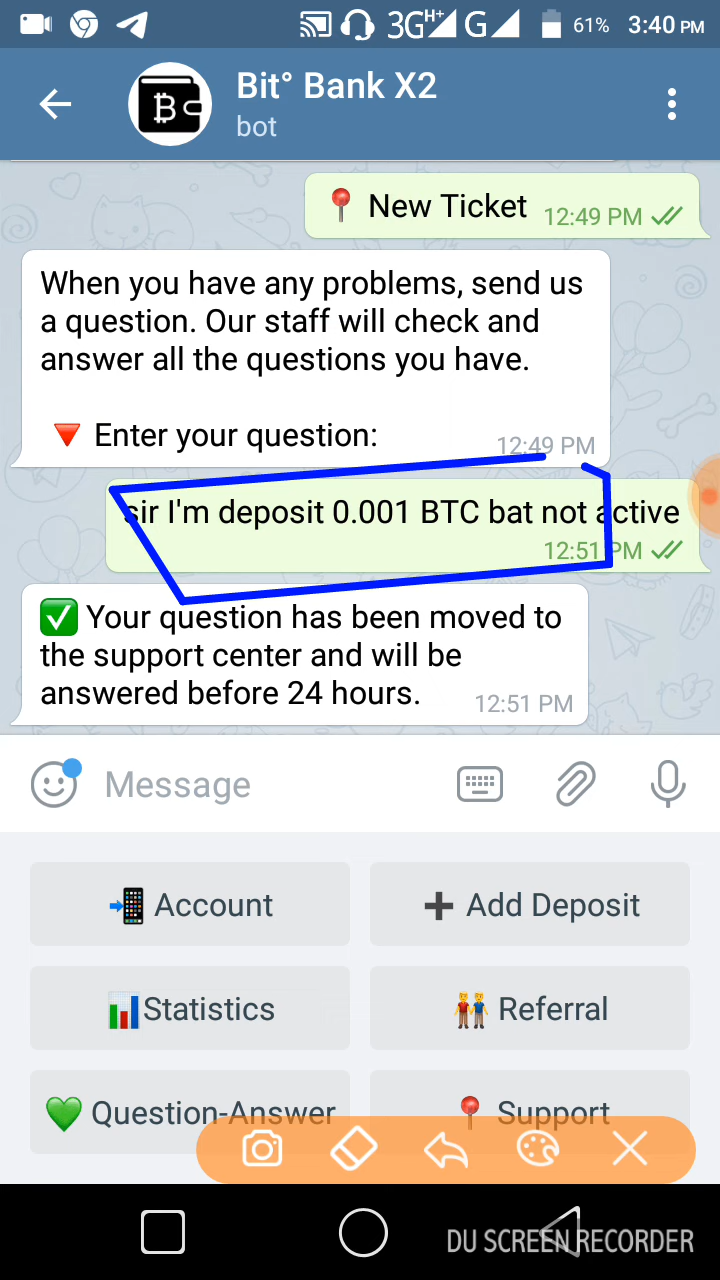 3G H+ G 61% 3:40 PM
Bit° Bank X2
bot
New Ticket 12:49 PM
When you have any problems, send us
a question. Our staff will check and
answer all the questions you have.
Enter your question:
12:49 PM
sir I'm deposit 0.001 BTC bat not active
12:51 PM
Your question has been moved to
the support center and will be
answered before 24 hours. 12:51 PM
Message
Account
Add Deposit
Statistics
Referral
Question-Answer
Support
DU SCREEN RECORDER